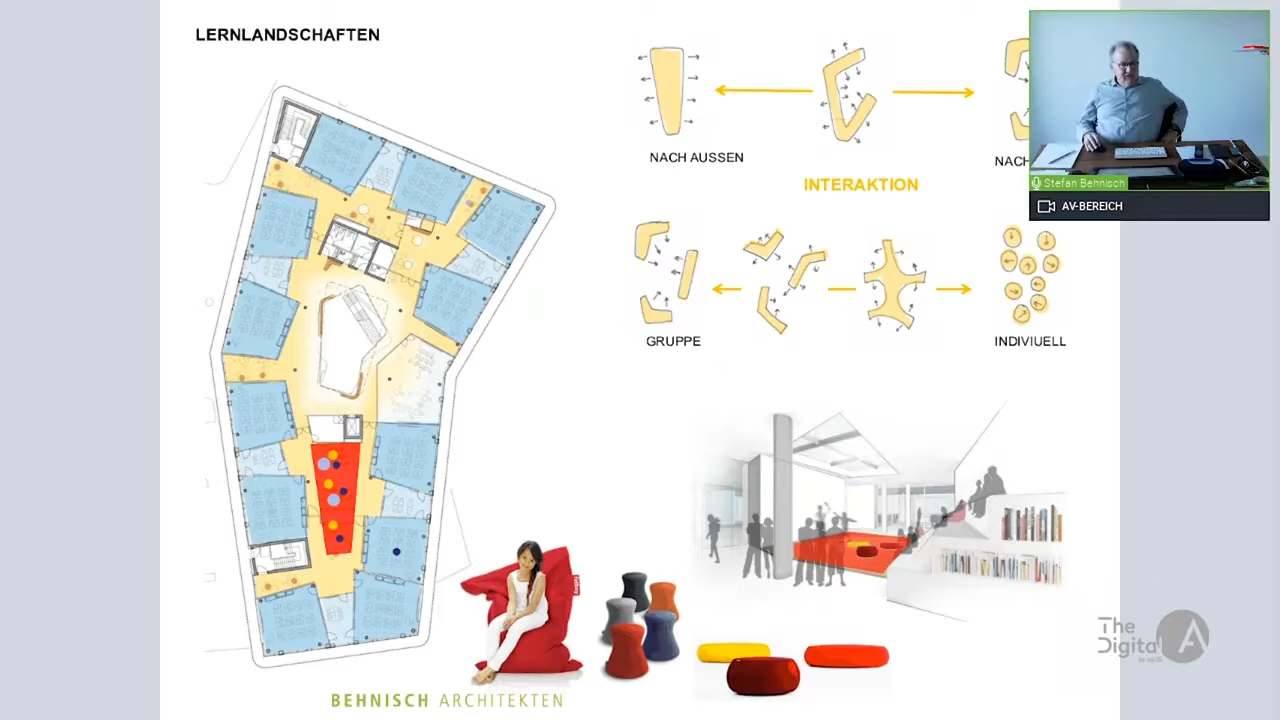 LERNLANDSCHAFTEN
NACH AUSSEN
NACH
INTERAKTION
GRUPPE
INDIVIUELL
Stefan Behnisch
AV-BEREICH
BEHNISCH ARCHITEKTEN
The
Digital
A